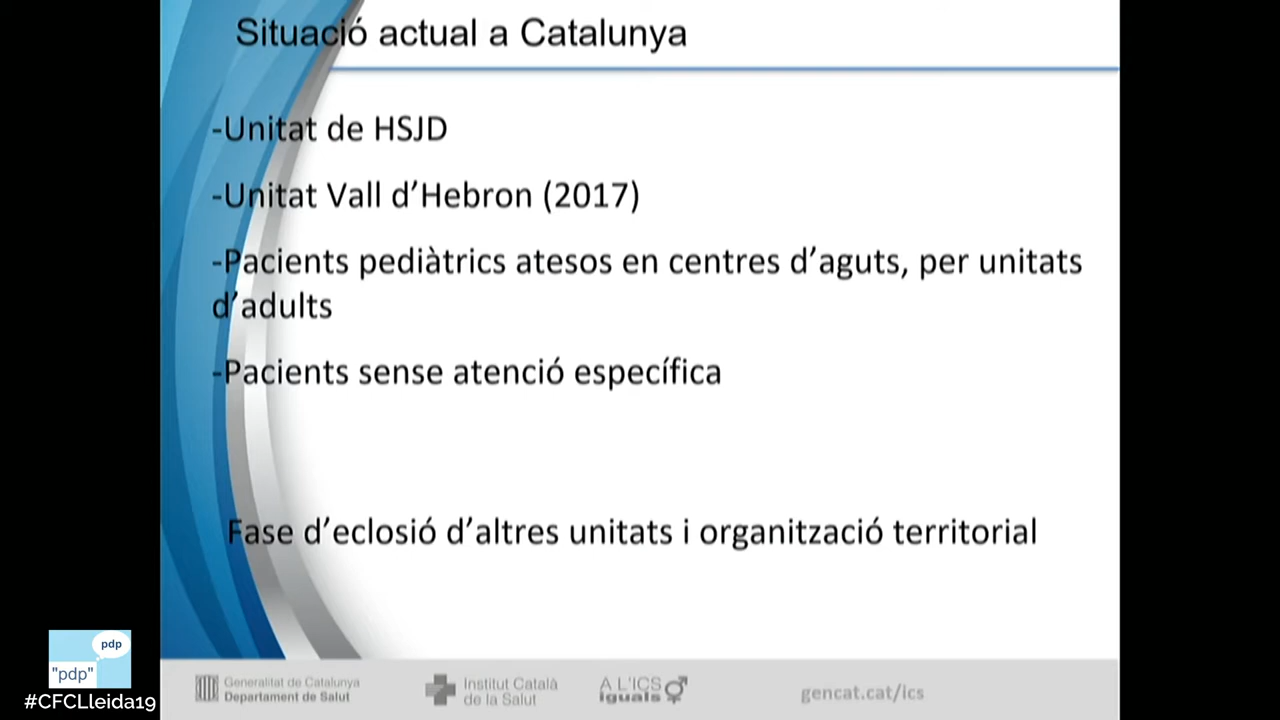 Situació actual a Catalunya
-Unitat de HSJD
-Unitat Vall d’Hebron (2017)
-Pacients pediàtrics atesos en centres d’aguts, per unitats
d’adults
-Pacients sense atenció específica
Fase d’eclosió d’altres unitats i organització territorial
pdp
"pdp"
#CFCLleida19
Generalitat de Catalunya
Departament de Salut
Institut Català
de la Salut
A L'ICS
iguals
gencat.cat/ics